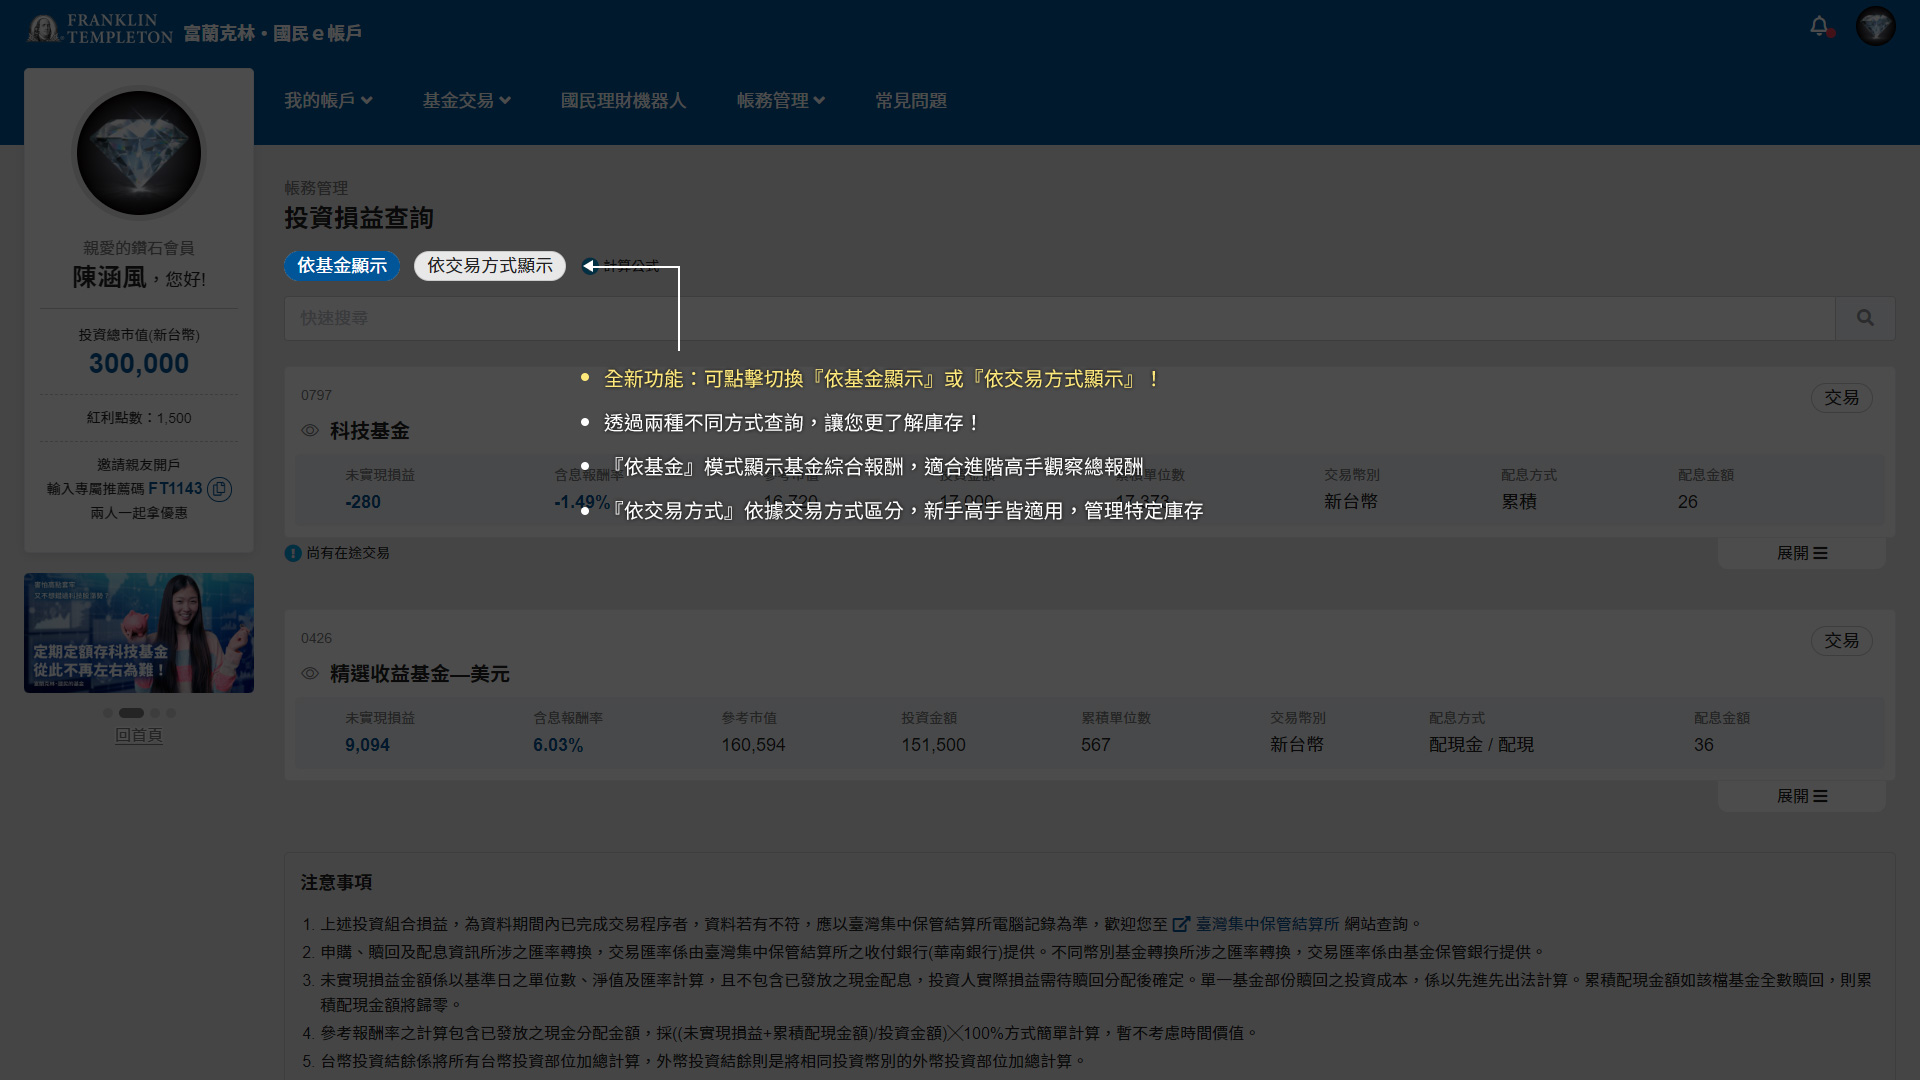 FRANKLIN
TEMPLETON 富蘭克林・國民 e 帳戶
我的帳戶 基金交易 國民理財機器人 帳務管理 常見問題
親愛的鑽石會員
陳涵風，您好!
投資總市值(新台幣)
300,000
紅利點數：1,500
邀請親友開戶
輸入專屬推薦碼 FT1143
兩人一起拿優惠
定期定額存科技基金
從此不再左右為難！
回首頁
帳務管理
投資損益查詢
依基金顯示 依交易方式顯示 計算公式
快速搜尋
全新功能：可點擊切換『依基金顯示』或『依交易方式顯示』！
透過兩種不同方式查詢，讓您更了解庫存！
『依基金』模式顯示基金綜合報酬，適合進階高手觀察總報酬
『依交易方式』依據交易方式區分，新手高手皆適用，管理特定庫存
0797
交易
科技基金
未實現損益 含息報酬率 參考市值 投資金額 累積單位數 交易幣別 配息方式 配息金額
-280 -1.49% 16,720 17,000 17,373 新台幣 累積 26
尚有在途交易
展開
0426
交易
精選收益基金—美元
未實現損益 含息報酬率 參考市值 投資金額 累積單位數 交易幣別 配息方式 配息金額
9,094 6.03% 160,594 151,500 567 新台幣 配現金 / 配現 36
展開
注意事項
1. 上述投資組合損益，為資料期間內已完成交易程序者，資料若有不符，應以臺灣集中保管結算所電腦記錄為準，歡迎您至 臺灣集中保管結算所 網站查詢。
2. 申購、贖回及配息資訊所涉之匯率轉換，交易匯率係由臺灣集中保管結算所之收付銀行(華南銀行)提供。不同幣別基金轉換所涉之匯率轉換，交易匯率係由基金保管銀行提供。
3. 未實現損益金額係以基準日之單位數、淨值及匯率計算，且不包含已發放之現金配息，投資人實際損益需待贖回分配後確定。單一基金部份贖回之投資成本，係以先進先出法計算。累積配現金額如該檔基金全數贖回，則累
積配現金額將歸零。
4. 參考報酬率之計算包含已發放之現金分配金額，採((未實現損益+累積配現金額)/投資金額)╳100%方式簡單計算，暫不考慮時間價值。
5. 台幣投資結餘係將所有台幣投資部位加總計算，外幣投資結餘則是將相同投資幣別的外幣投資部位加總計算。